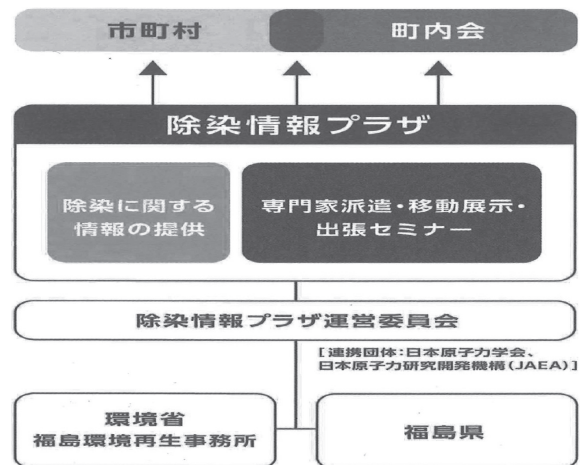 市町村
町内会
除染情報プラザ
除染に関する
情報の提供
専門家派遣・移動展示・
出張セミナー
除染情報プラザ運営委員会
[連携団体:日本原子力学会、
日本原子力研究開発機構(JAEA)]
環境省
福島環境再生事務所
福島県